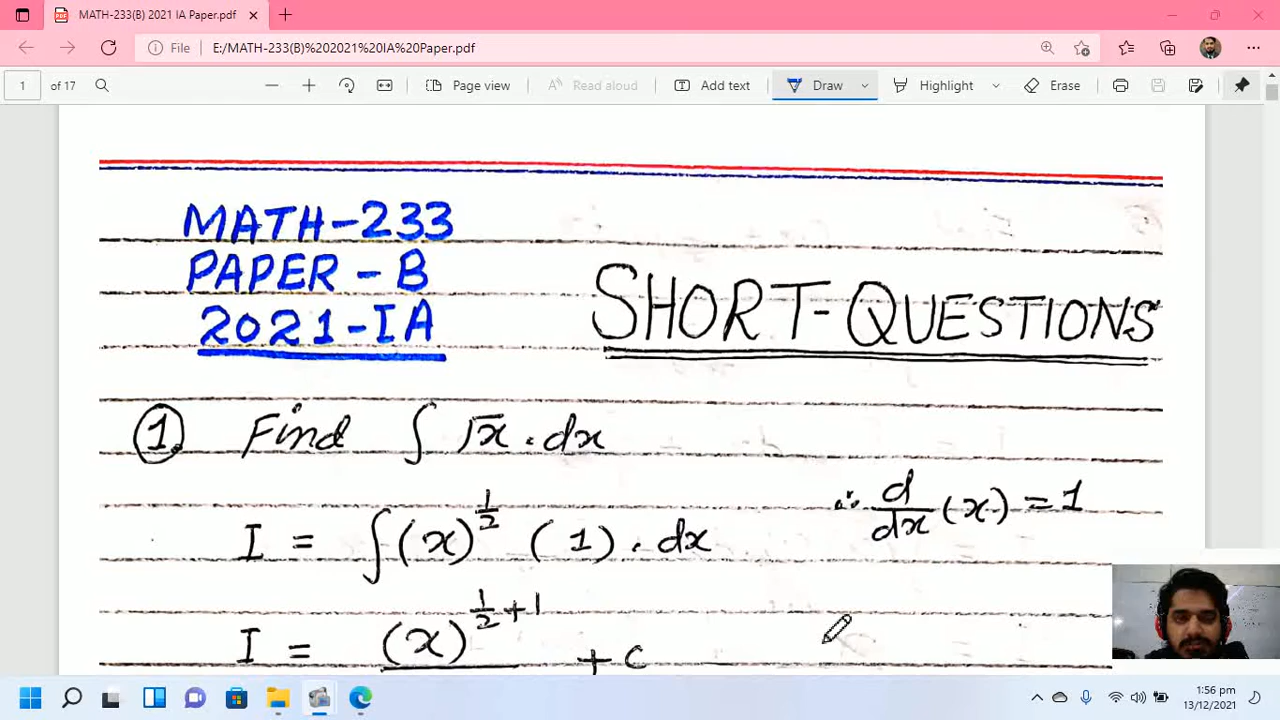 MATH-233(B) 2021 IA Paper.pdf
File E:/MATH-233(B)%202021%20IA%20Paper.pdf
1 of 17 Page view Read aloud Add text Draw Highlight Erase
MATH-233
PAPER-B
2021-IA
SHORT-QUESTIONS
1. Find ∫ √x . dx
I = ∫(x)^{1/2} (1) . dx ∴ d/dx (x) = 1
I = (x)^{1/2+1} + c
1:56 pm
13/12/2021